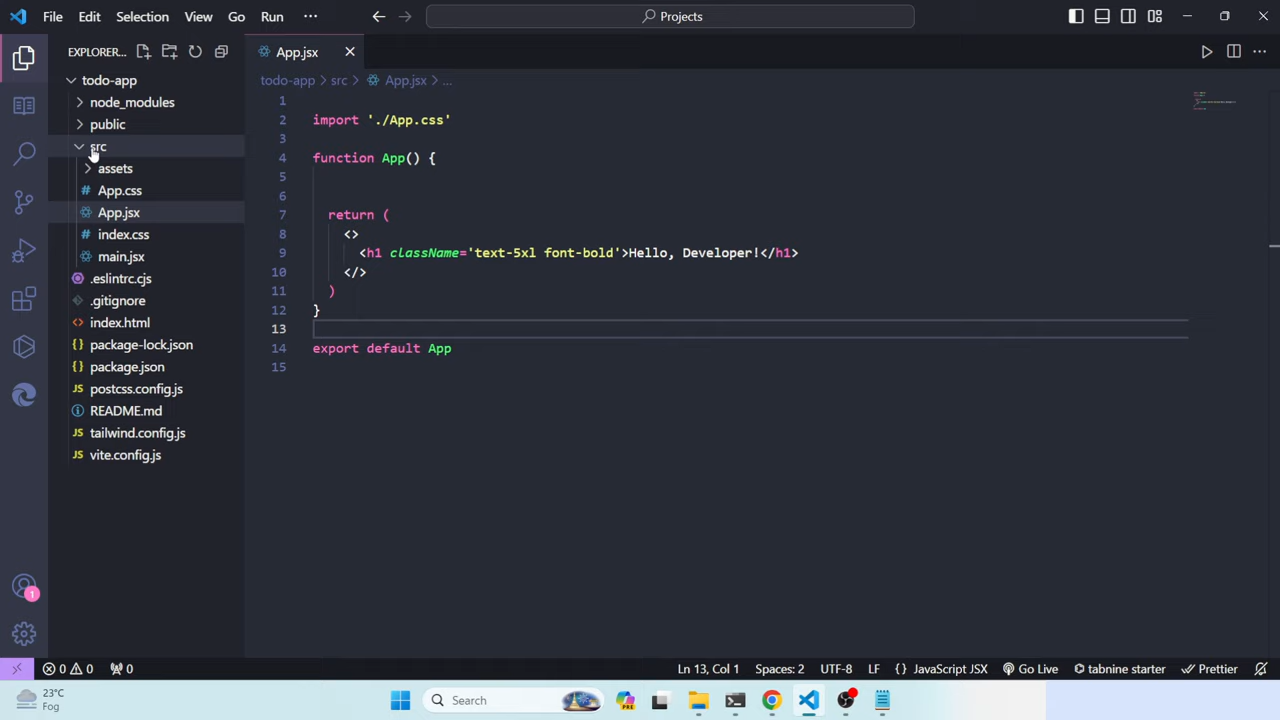 File Edit Selection View Go Run ··· Projects
EXPLORER...
todo-app
node_modules
public
src
assets
# App.css
App.jsx
# index.css
main.jsx
.eslintrc.cjs
.gitignore
<> index.html
{} package-lock.json
{} package.json
JS postcss.config.js
README.md
JS tailwind.config.js
JS vite.config.js
App.jsx
todo-app > src > App.jsx > ...
1
2 import './App.css'
3
4 function App() {
5
6
7 return (
8 <>
9 <h1 className='text-5xl font-bold'>Hello, Developer!</h1>
10 </>
11 )
12 }
13
14 export default App
15
1
0 0 0 Ln 13, Col 1 Spaces: 2 UTF-8 LF {} JavaScript JSX Go Live tabnine starter Prettier
23°C
Fog
Search
PRE